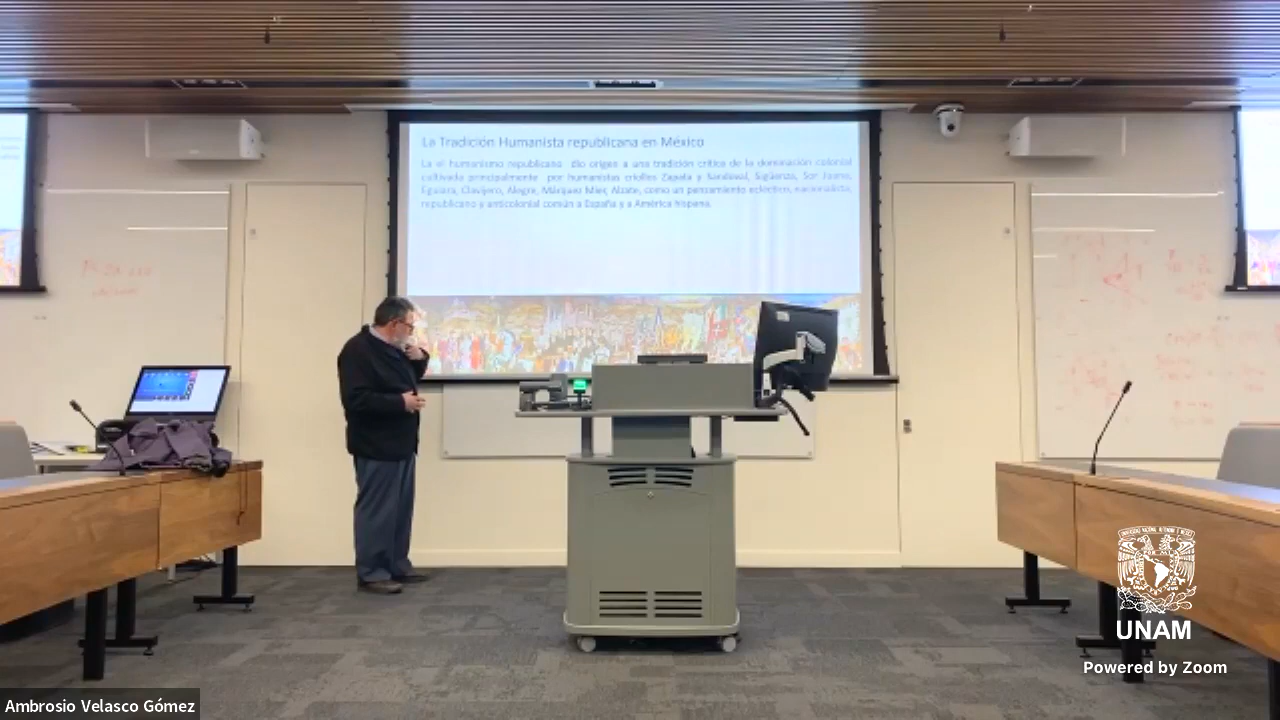 La Tradición Humanista republicana en México
La el humanismo republicano dio origen a una tradición crítica de la dominación colonial
cultivada principalmente por humanistas criollos Zapata y Sandoval, Sigüenza, Sor Juana,
Eguiara, Clavijero, Alegre, Márquez Mier, Alzate, como un pensamiento ecléctico, nacionalista,
republicano y anticolonial común a España y a América hispana.
UNAM
Powered by Zoom
Ambrosio Velasco Gómez